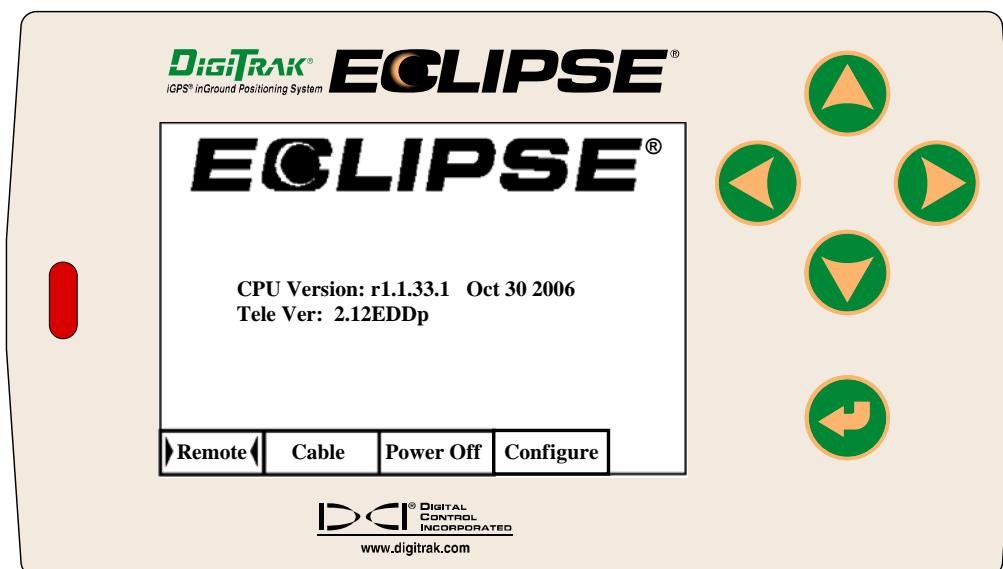 DIGITRAK® ECLIPSE®
iGPS® inGround Positioning System
ECLIPSE®
CPU Version: r1.1.33.1 Oct 30 2006
Tele Ver: 2.12EDDp
Remote Cable Power Off Configure
DCI® DIGITAL
CONTROL
INCORPORATED
www.digitrak.com